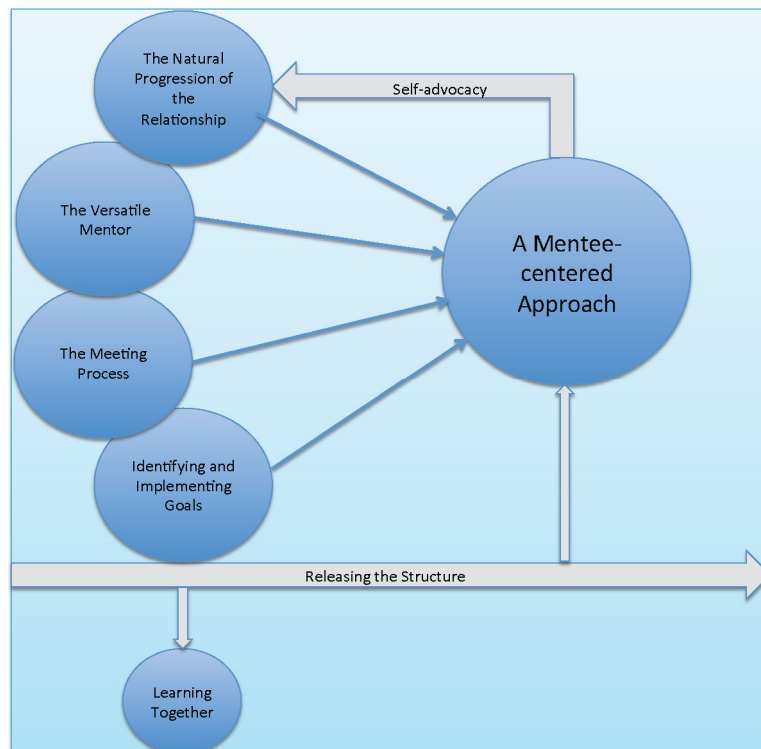 The Natural
Progression of
the
Relationship
Self-advocacy
The Versatile
Mentor
A Mentee-
centered
Approach
The Meeting
Process
Identifying and
Implementing
Goals
Releasing the Structure
Learning
Together